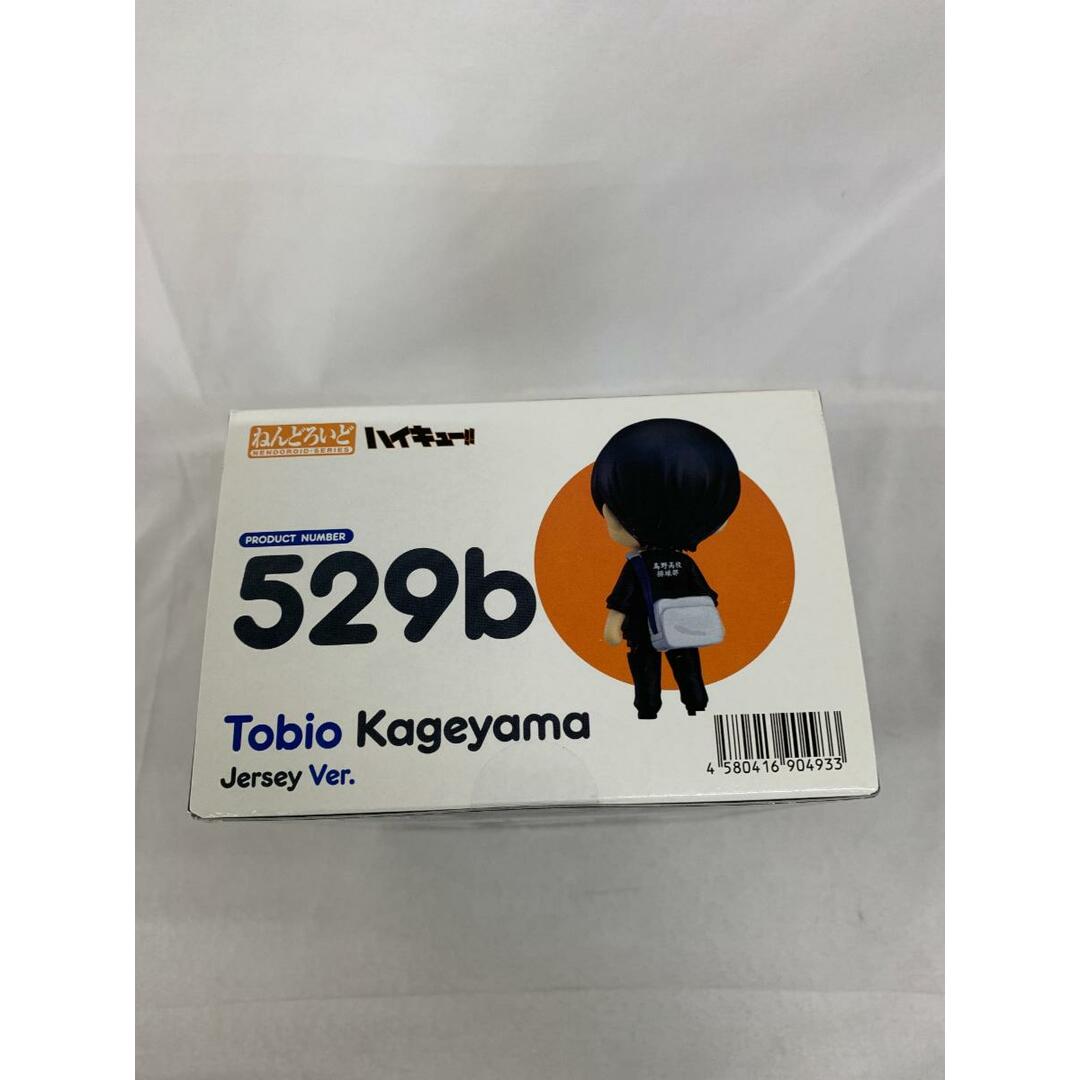 ねんどろいど
NENDOROID-SERIES
ハイキュー!!
PRODUCT NUMBER
529b
烏野高校
排球部
Tobio Kageyama
Jersey Ver.
4 580416 904933